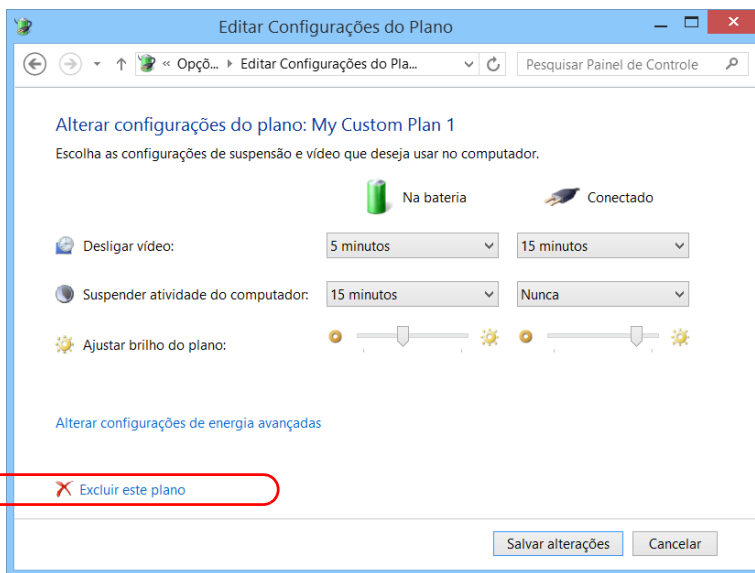 Editar Configurações do Plano
« Opçõ... Editar Configurações do Pla... Pesquisar Painel de Controle
Alterar configurações do plano: My Custom Plan 1
Escolha as configurações de suspensão e vídeo que deseja usar no computador.
Na bateria Conectado
Desligar vídeo: 5 minutos 15 minutos
Suspender atividade do computador: 15 minutos Nunca
Ajustar brilho do plano:
Alterar configurações de energia avançadas
Excluir este plano
Salvar alterações Cancelar